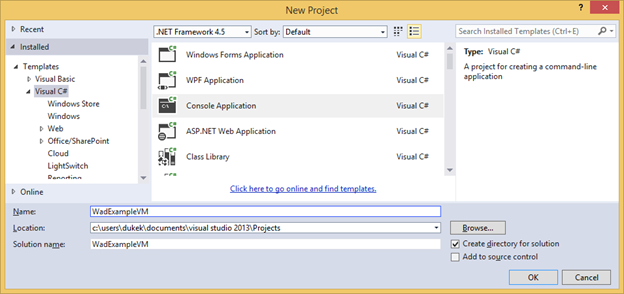 New Project
? ×
Recent
.NET Framework 4.5 Sort by: Default
Search Installed Templates (Ctrl+E)
Installed
Templates
Visual Basic
Visual C#
Windows Store
Windows
Web
Office/SharePoint
Cloud
LightSwitch
Reporting
Online
Windows Forms Application Visual C#
WPF Application Visual C#
Console Application Visual C#
ASP.NET Web Application Visual C#
Class Library Visual C#
Click here to go online and find templates.
Type: Visual C#
A project for creating a command-line
application
Name: WadExampleVM
Location: c:\users\dukek\documents\visual studio 2013\Projects
Browse...
Solution name: WadExampleVM
Create directory for solution
Add to source control
OK Cancel